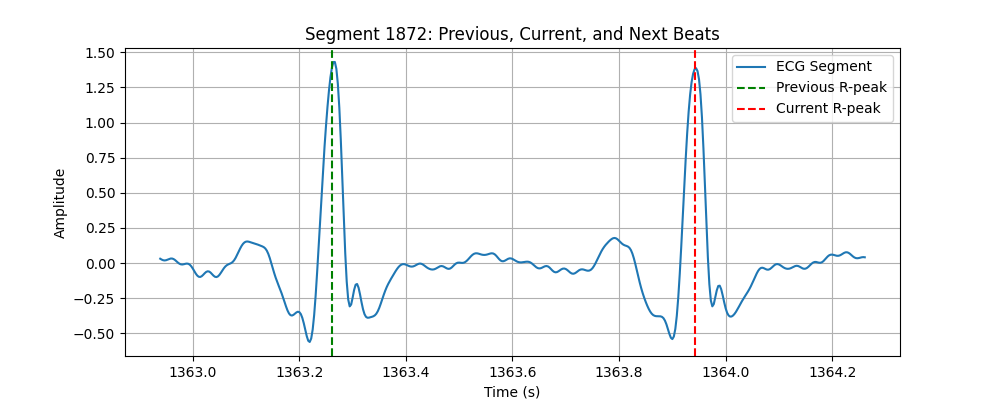 Segment 1872: Previous, Current, and Next Beats
ECG Segment
Previous R-peak
Current R-peak
Amplitude
1.50
1.25
1.00
0.75
0.50
0.25
0.00
−0.25
−0.50
1363.0 1363.2 1363.4 1363.6 1363.8 1364.0 1364.2
Time (s)